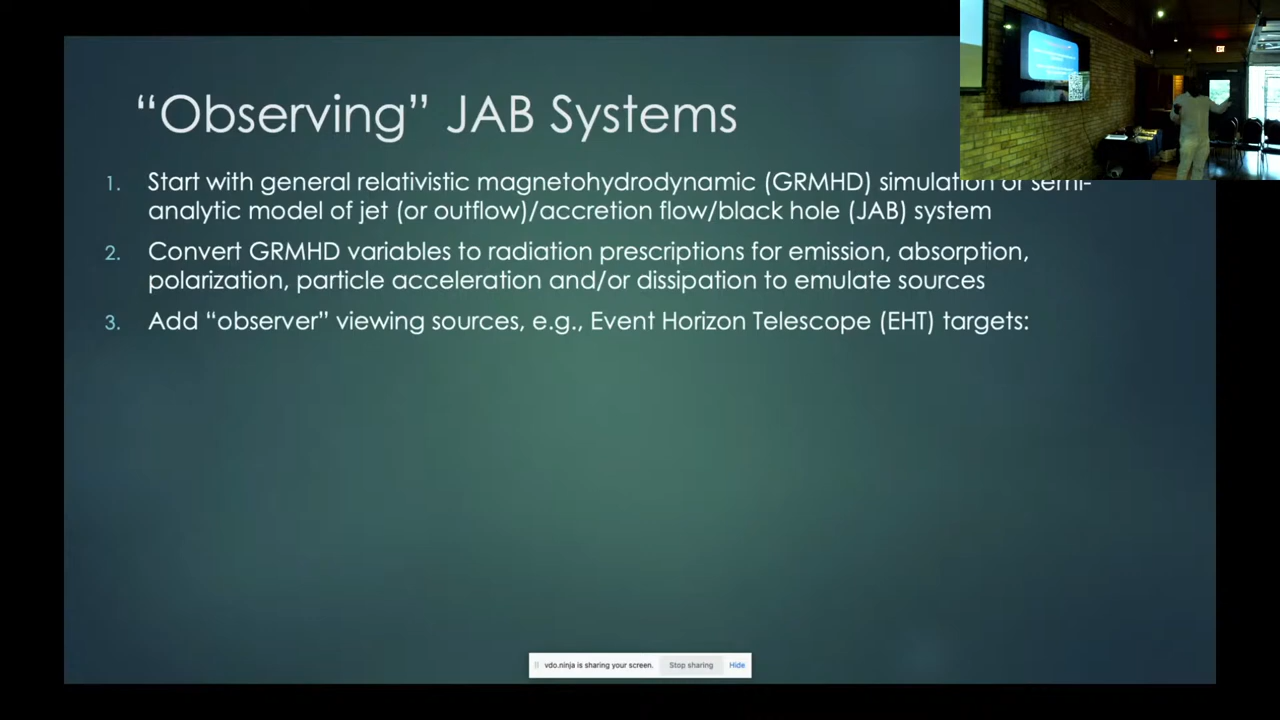 “Observing” JAB Systems
1. Start with general relativistic magnetohydrodynamic (GRMHD) simulation or semi-
analytic model of jet (or outflow)/accretion flow/black hole (JAB) system
2. Convert GRMHD variables to radiation prescriptions for emission, absorption,
polarization, particle acceleration and/or dissipation to emulate sources
3. Add “observer” viewing sources, e.g., Event Horizon Telescope (EHT) targets:
vdo.ninja is sharing your screen. Stop sharing Hide